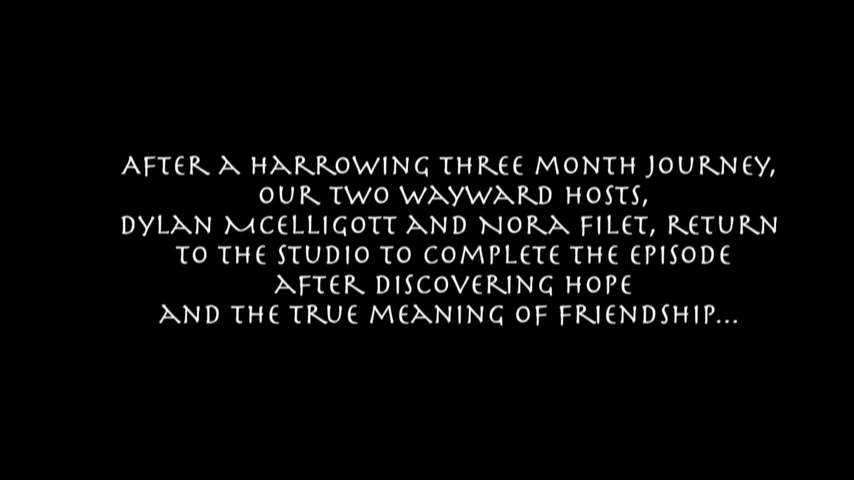 After a harrowing three month journey,
our two wayward hosts,
Dylan McElligott and Nora Filet, return
to the studio to complete the episode
after discovering hope
and the true meaning of friendship...